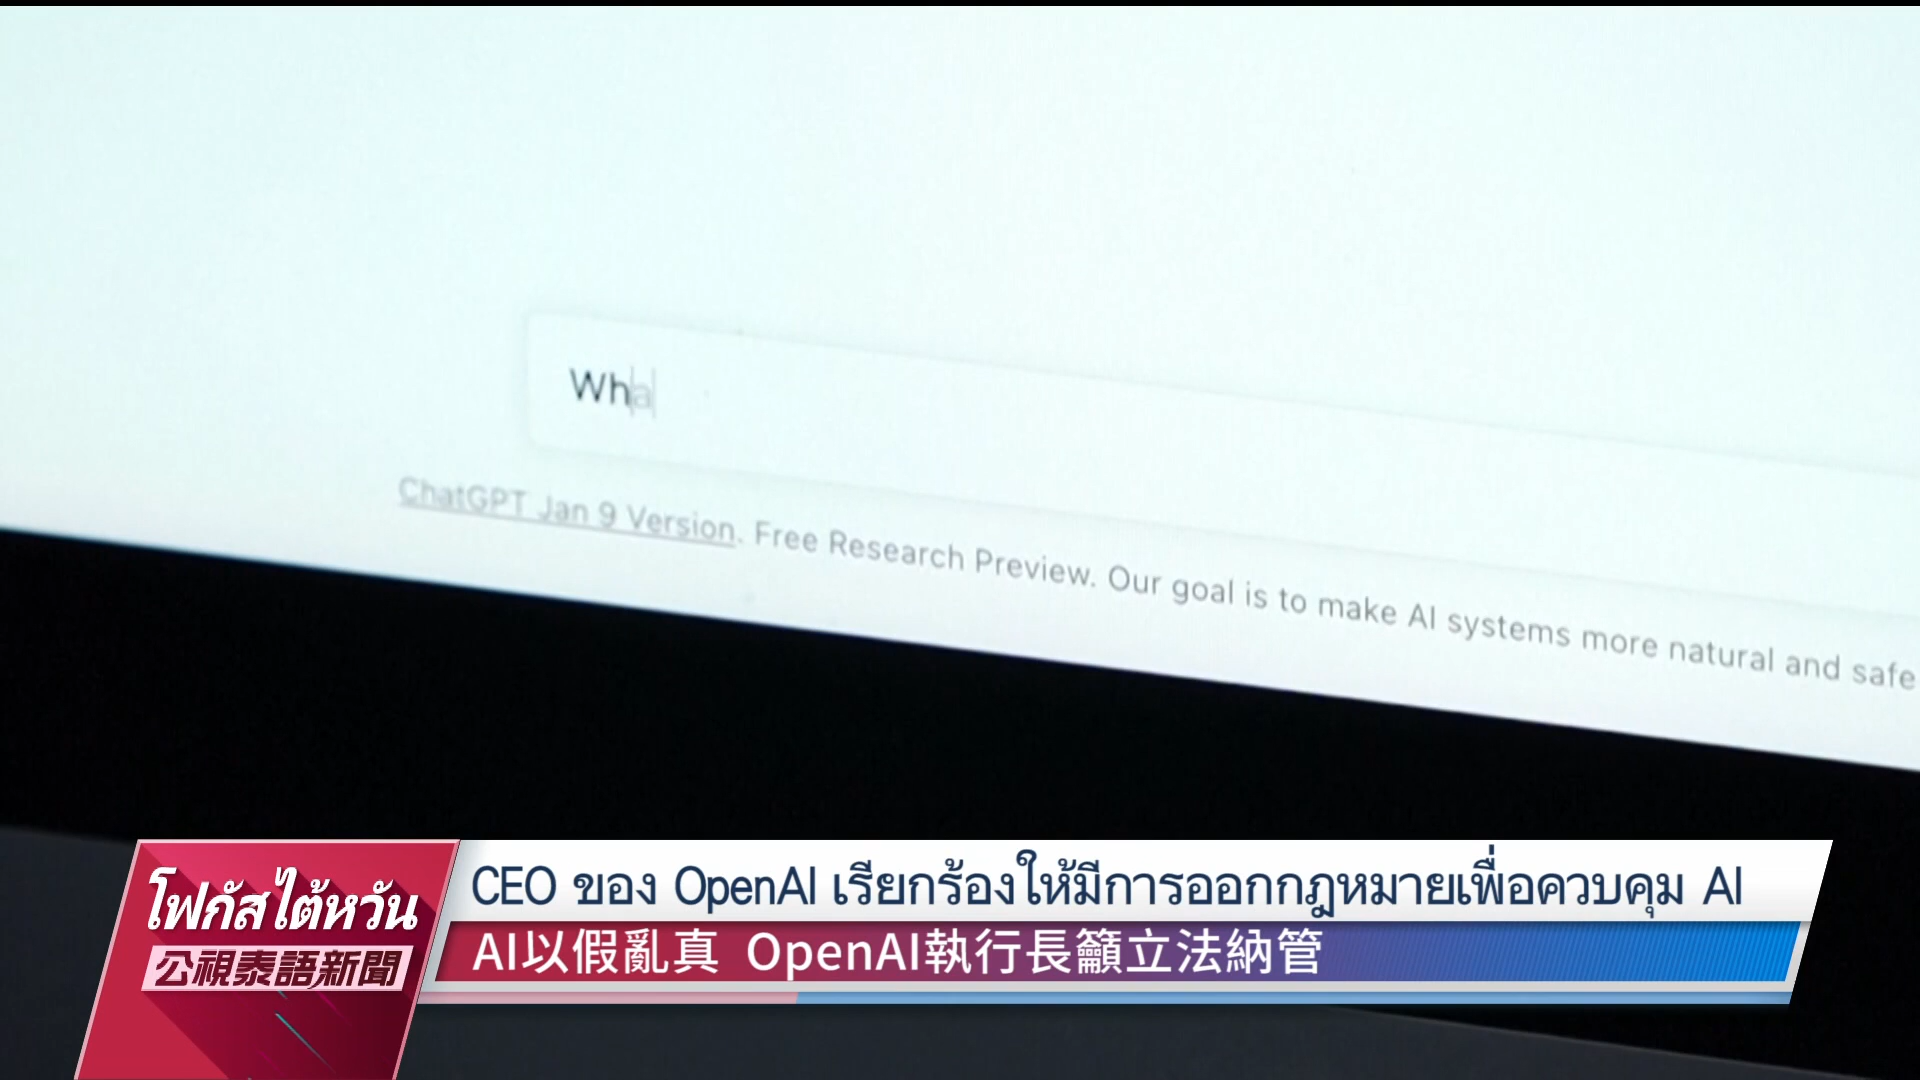 Wha
ChatGPT Jan 9 Version. Free Research Preview. Our goal is to make AI systems more natural and safe
โฟกัสไต้หวัน
公視泰語新聞
CEO ของ OpenAI เรียกร้องให้มีการออกกฎหมายเพื่อควบคุม AI
AI以假亂真 OpenAI執行長籲立法納管